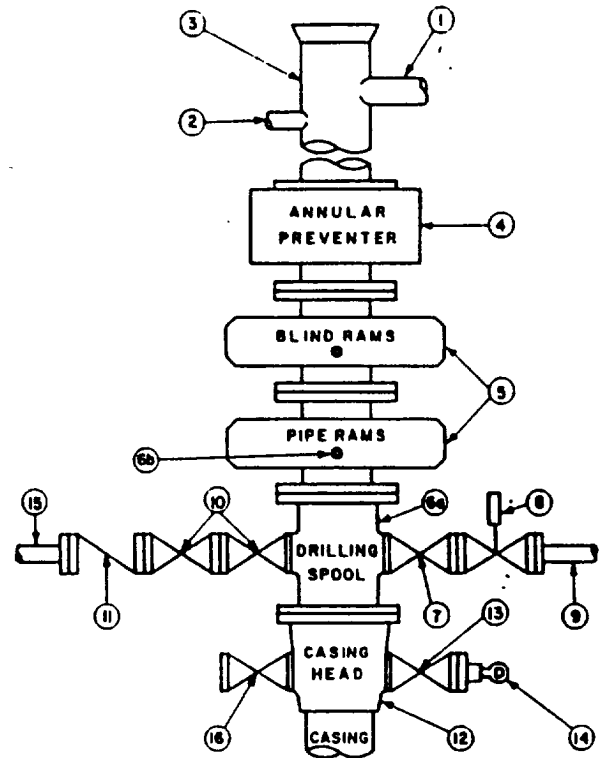 1
3
2
ANNULAR
PREVENTER
4
BLIND RAMS
5
PIPE RAMS
6b
6a
8
15
10
DRILLING
SPOOL
11
7
9
13
CASING
HEAD
D
16
12
14
CASING